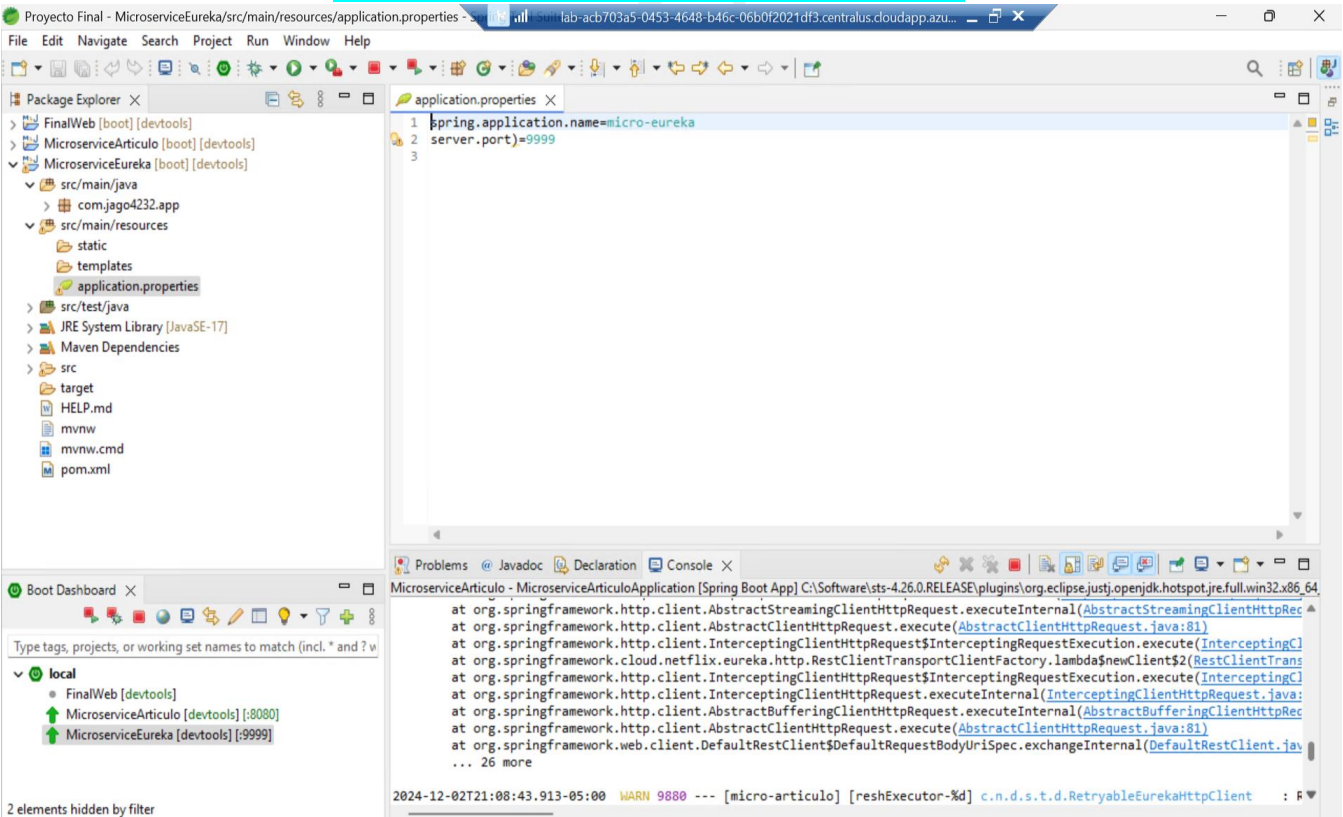 Proyecto Final - MicroserviceEureka/src/main/resources/application.properties - Sp
lab-acb703a5-0453-4648-b46c-06b0f2021df3.centralus.cloudapp.azu...
File Edit Navigate Search Project Run Window Help
Package Explorer
FinalWeb [boot] [devtools]
MicroserviceArticulo [boot] [devtools]
MicroserviceEureka [boot] [devtools]
src/main/java
com.jago4232.app
src/main/resources
static
templates
application.properties
src/test/java
JRE System Library [JavaSE-17]
Maven Dependencies
src
target
HELP.md
mvnw
mvnw.cmd
pom.xml
application.properties
1 spring.application.name=micro-eureka
2 server.port)=9999
3
Boot Dashboard
Type tags, projects, or working set names to match (incl. * and ? w
local
FinalWeb [devtools]
MicroserviceArticulo [devtools] [:8080]
MicroserviceEureka [devtools] [:9999]
2 elements hidden by filter
Problems @ Javadoc Declaration Console
MicroserviceArticulo - MicroserviceArticuloApplication [Spring Boot App] C:\Software\sts-4.26.0.RELEASE\plugins\org.eclipse.justj.openjdk.hotspot.jre.full.win32.x86_64_
at org.springframework.http.client.AbstractStreamingClientHttpRequest.executeInternal(AbstractStreamingClientHttpReq
at org.springframework.http.client.AbstractClientHttpRequest.execute(AbstractClientHttpRequest.java:81)
at org.springframework.http.client.InterceptingClientHttpRequest$InterceptingRequestExecution.execute(InterceptingCl
at org.springframework.cloud.netflix.eureka.http.RestClientTransportClientFactory.lambda$newClient$2(RestClientTrans
at org.springframework.http.client.InterceptingClientHttpRequest$InterceptingRequestExecution.execute(InterceptingCl
at org.springframework.http.client.InterceptingClientHttpRequest.executeInternal(InterceptingClientHttpRequest.java:
at org.springframework.http.client.AbstractBufferingClientHttpRequest.executeInternal(AbstractBufferingClientHttpReq
at org.springframework.http.client.AbstractClientHttpRequest.execute(AbstractClientHttpRequest.java:81)
at org.springframework.web.client.DefaultRestClient$DefaultRequestBodyUriSpec.exchangeInternal(DefaultRestClient.jav
... 26 more
2024-12-02T21:08:43.913-05:00 WARN 9880 --- [micro-articulo] [reshExecutor-%d] c.n.d.s.t.d.RetryableEurekaHttpClient : R